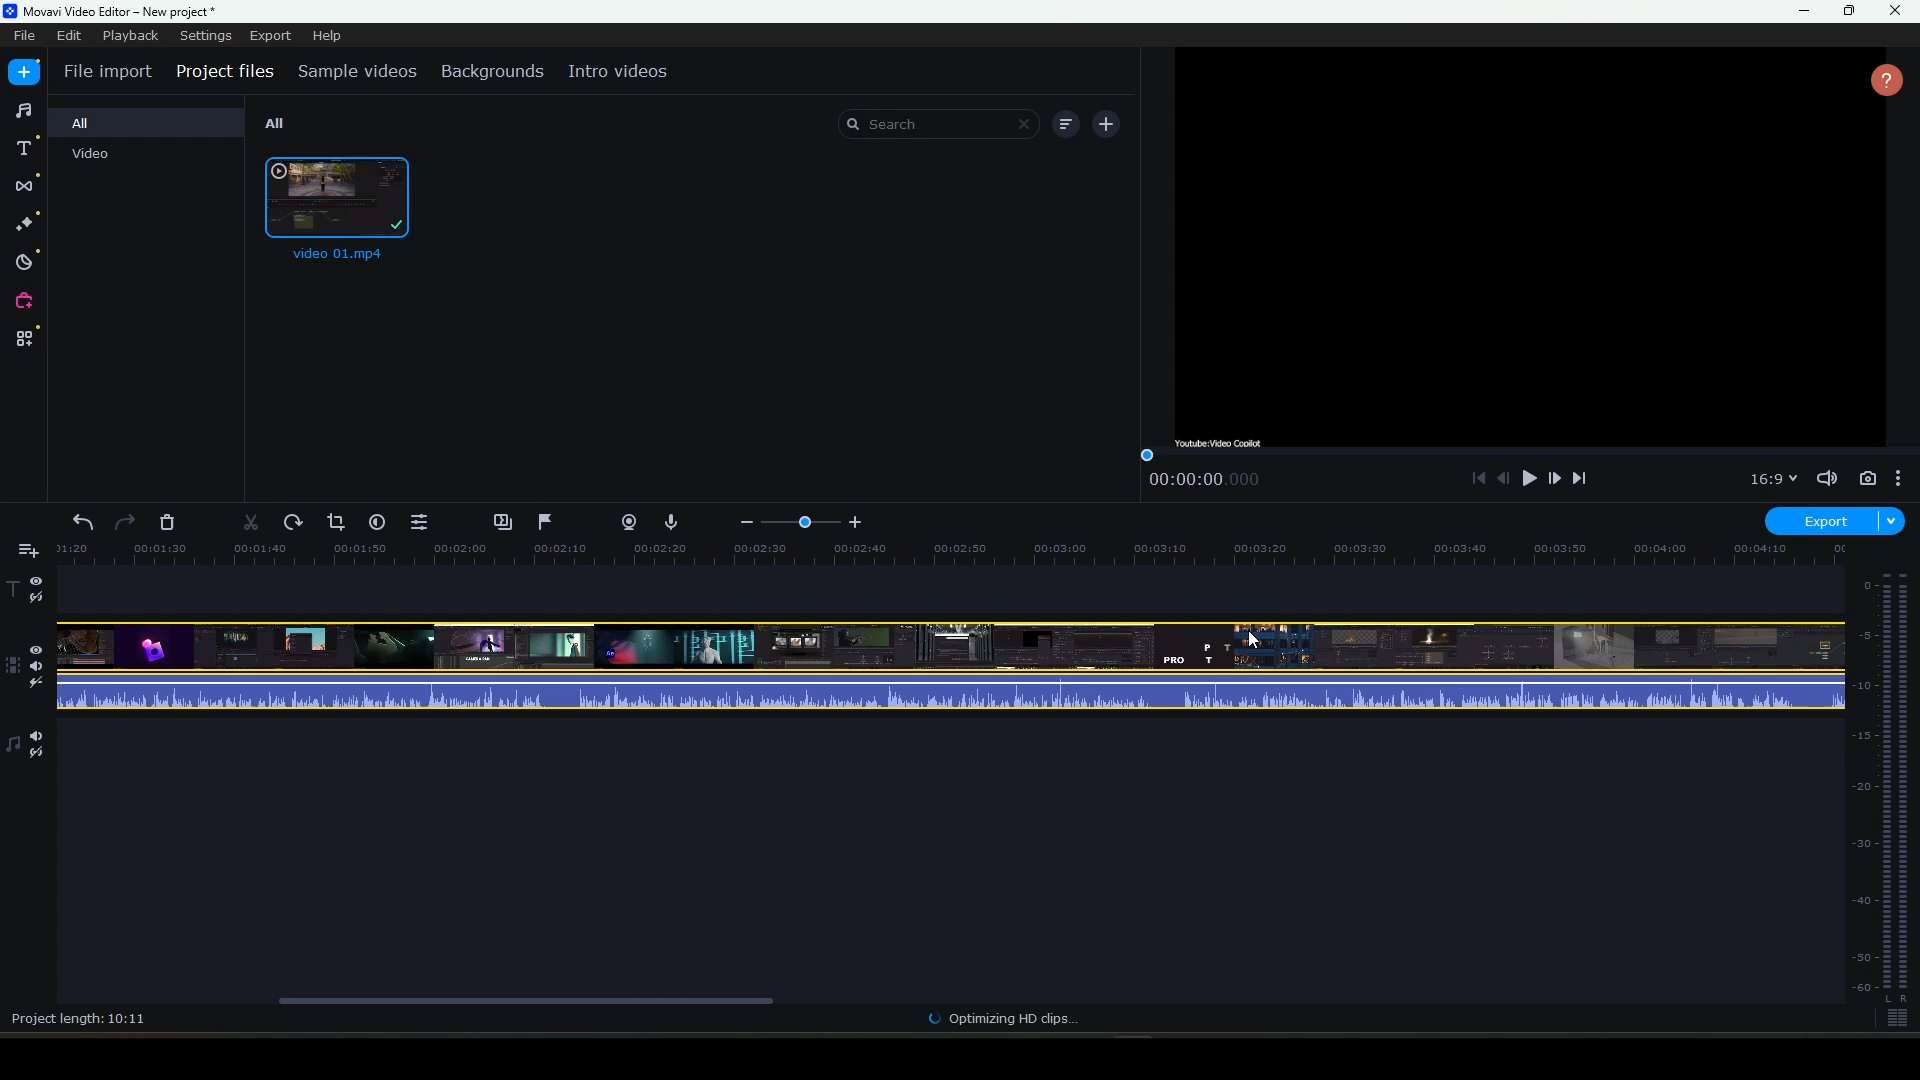 Movavi Video Editor – New project *
File Edit Playback Settings Export Help
File import Project files Sample videos Backgrounds Intro videos
All
Video
All
Search
video 01.mp4
?
Youtube:Video Copilot
00:00:00.000
16:9
Export
01:20 00:01:30 00:01:40 00:01:50 00:02:00 00:02:10 00:02:20 00:02:30 00:02:40 00:02:50 00:03:00 00:03:10 00:03:20 00:03:30 00:03:40 00:03:50 00:04:00 00:04:10 00
T
P T
PRO T
Ae
0
-5
-10
-15
-20
-30
-40
-50
-60
L R
Project length: 10:11
Optimizing HD clips...